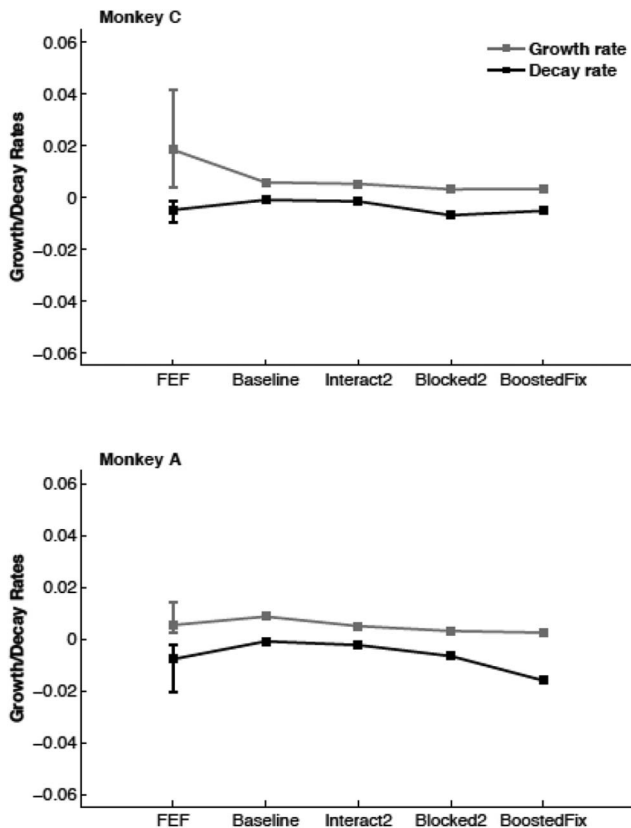 Monkey C
Growth rate
Decay rate
Growth/Decay Rates
0.06
0.04
0.02
0
−0.02
−0.04
−0.06
FEF Baseline Interact2 Blocked2 BoostedFix
Monkey A
Growth/Decay Rates
0.06
0.04
0.02
0
−0.02
−0.04
−0.06
FEF Baseline Interact2 Blocked2 BoostedFix